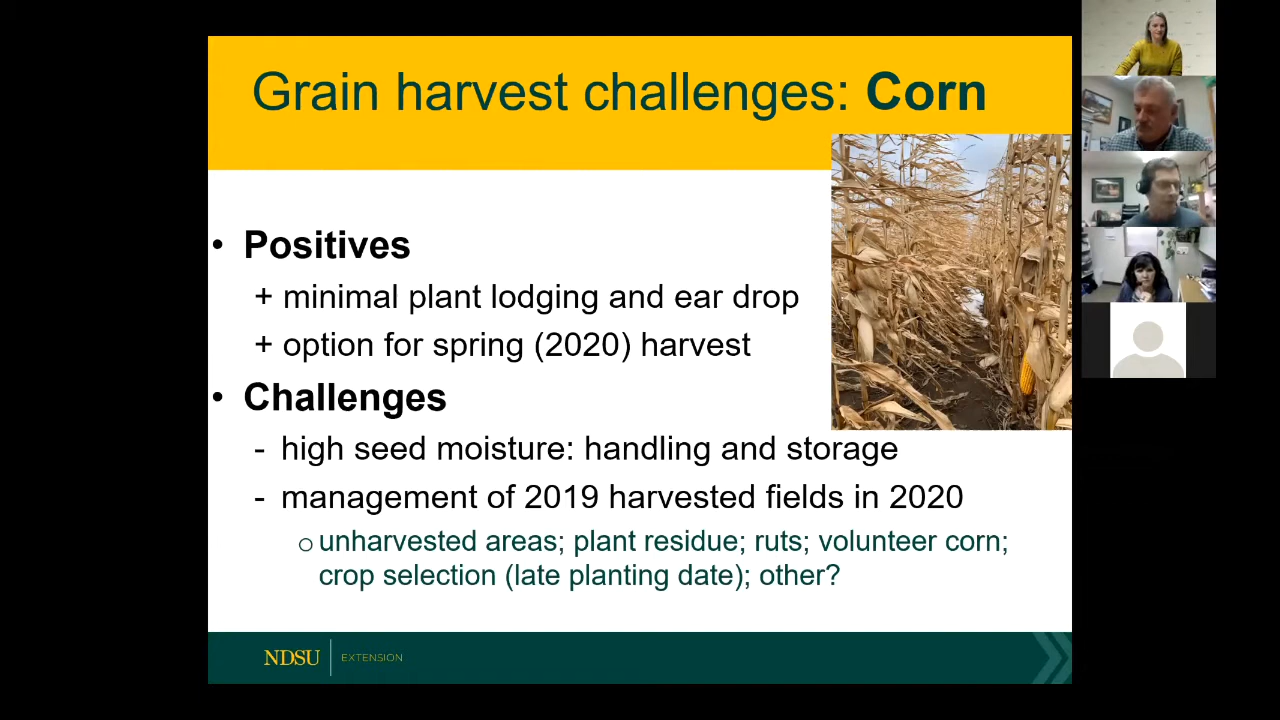 Grain harvest challenges: Corn
• Positives
+ minimal plant lodging and ear drop
+ option for spring (2020) harvest
• Challenges
- high seed moisture: handling and storage
- management of 2019 harvested fields in 2020
o unharvested areas; plant residue; ruts; volunteer corn;
crop selection (late planting date); other?
NDSU EXTENSION